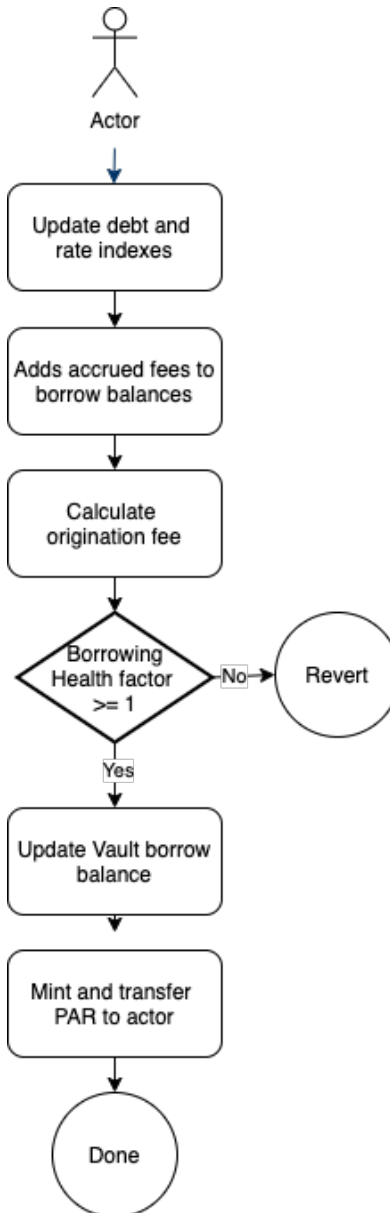 Actor
Update debt and
rate indexes
Adds accrued fees to
borrow balances
Calculate
origination fee
Borrowing
Health factor
>= 1
No
Revert
Yes
Update Vault borrow
balance
Mint and transfer
PAR to actor
Done